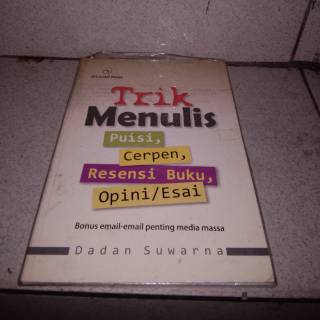 Trik
Menulis
Puisi,
Cerpen,
Resensi Buku,
Opini/Esai
Bonus email-email penting media massa
Dadan Suwarna